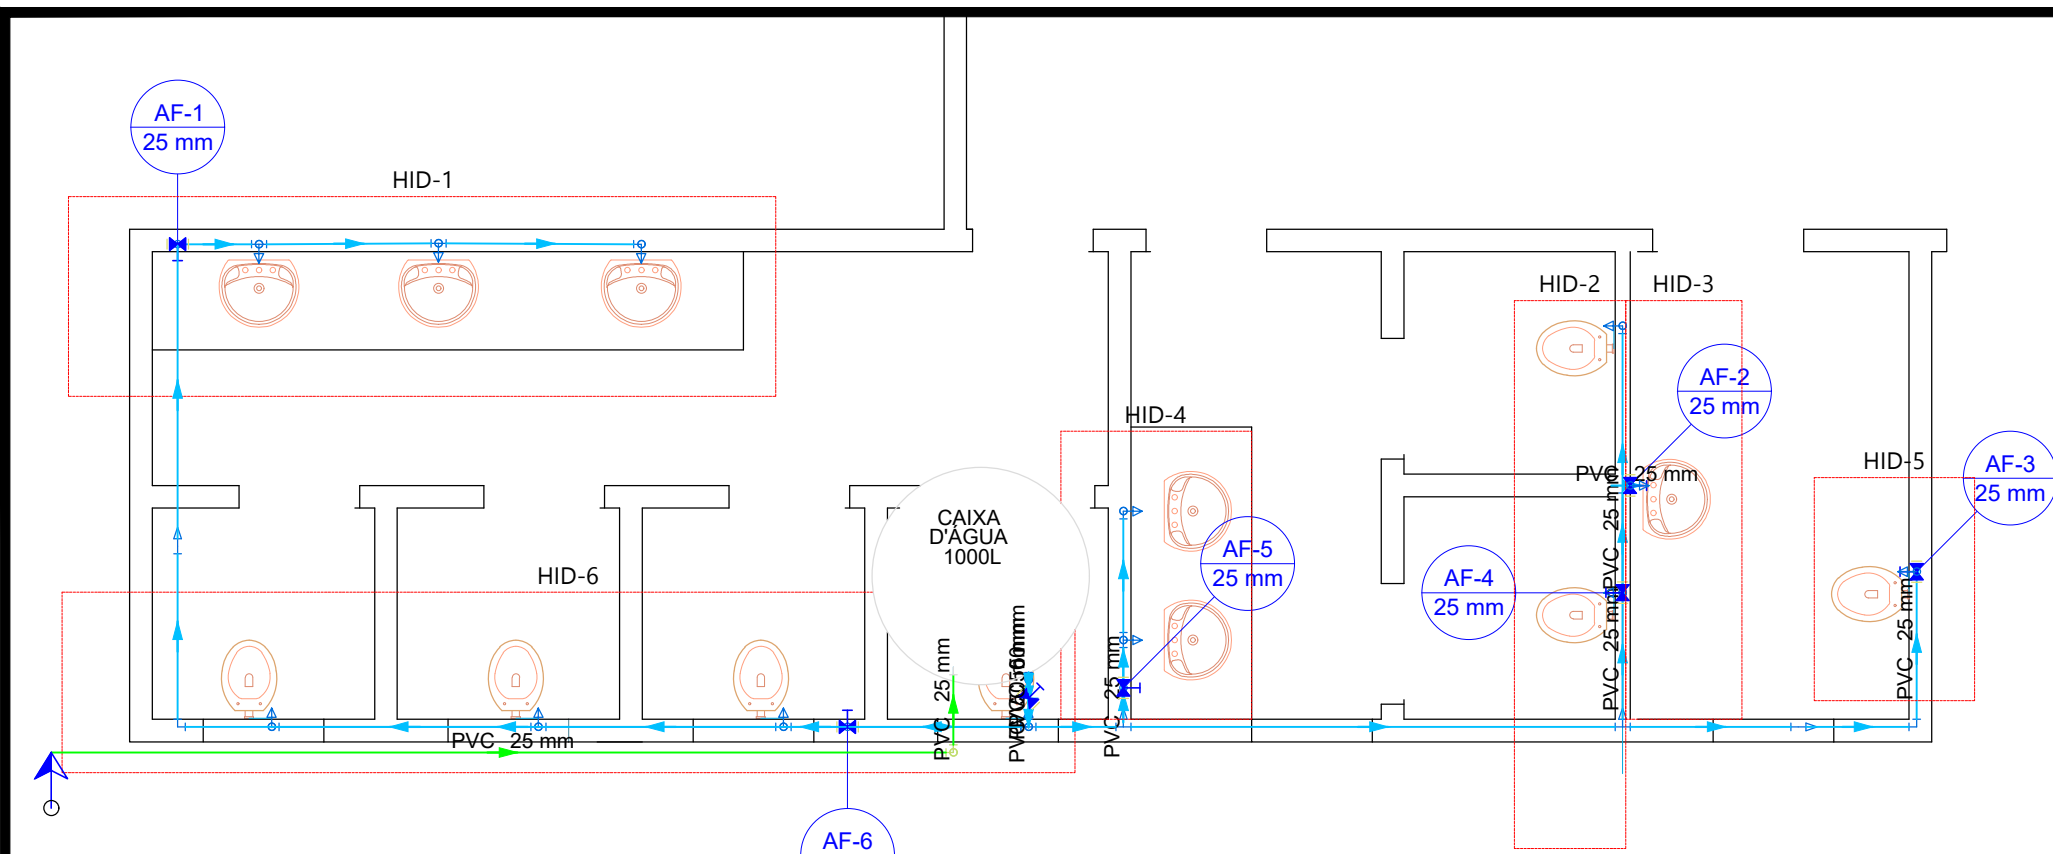 AF-1
25 mm
HID-1
HID-2
HID-3
AF-2
25 mm
HID-4
HID-5
AF-3
25 mm
PVC 25 mm
CAIXA
D'ÁGUA
1000L
AF-5
25 mm
PVC 25 mm
AF-4
25 mm
HID-6
PVC 25 mm
PVC 25 mm
PVC 25 mm
PVC 25 mm
PVC 25 mm
AF-6